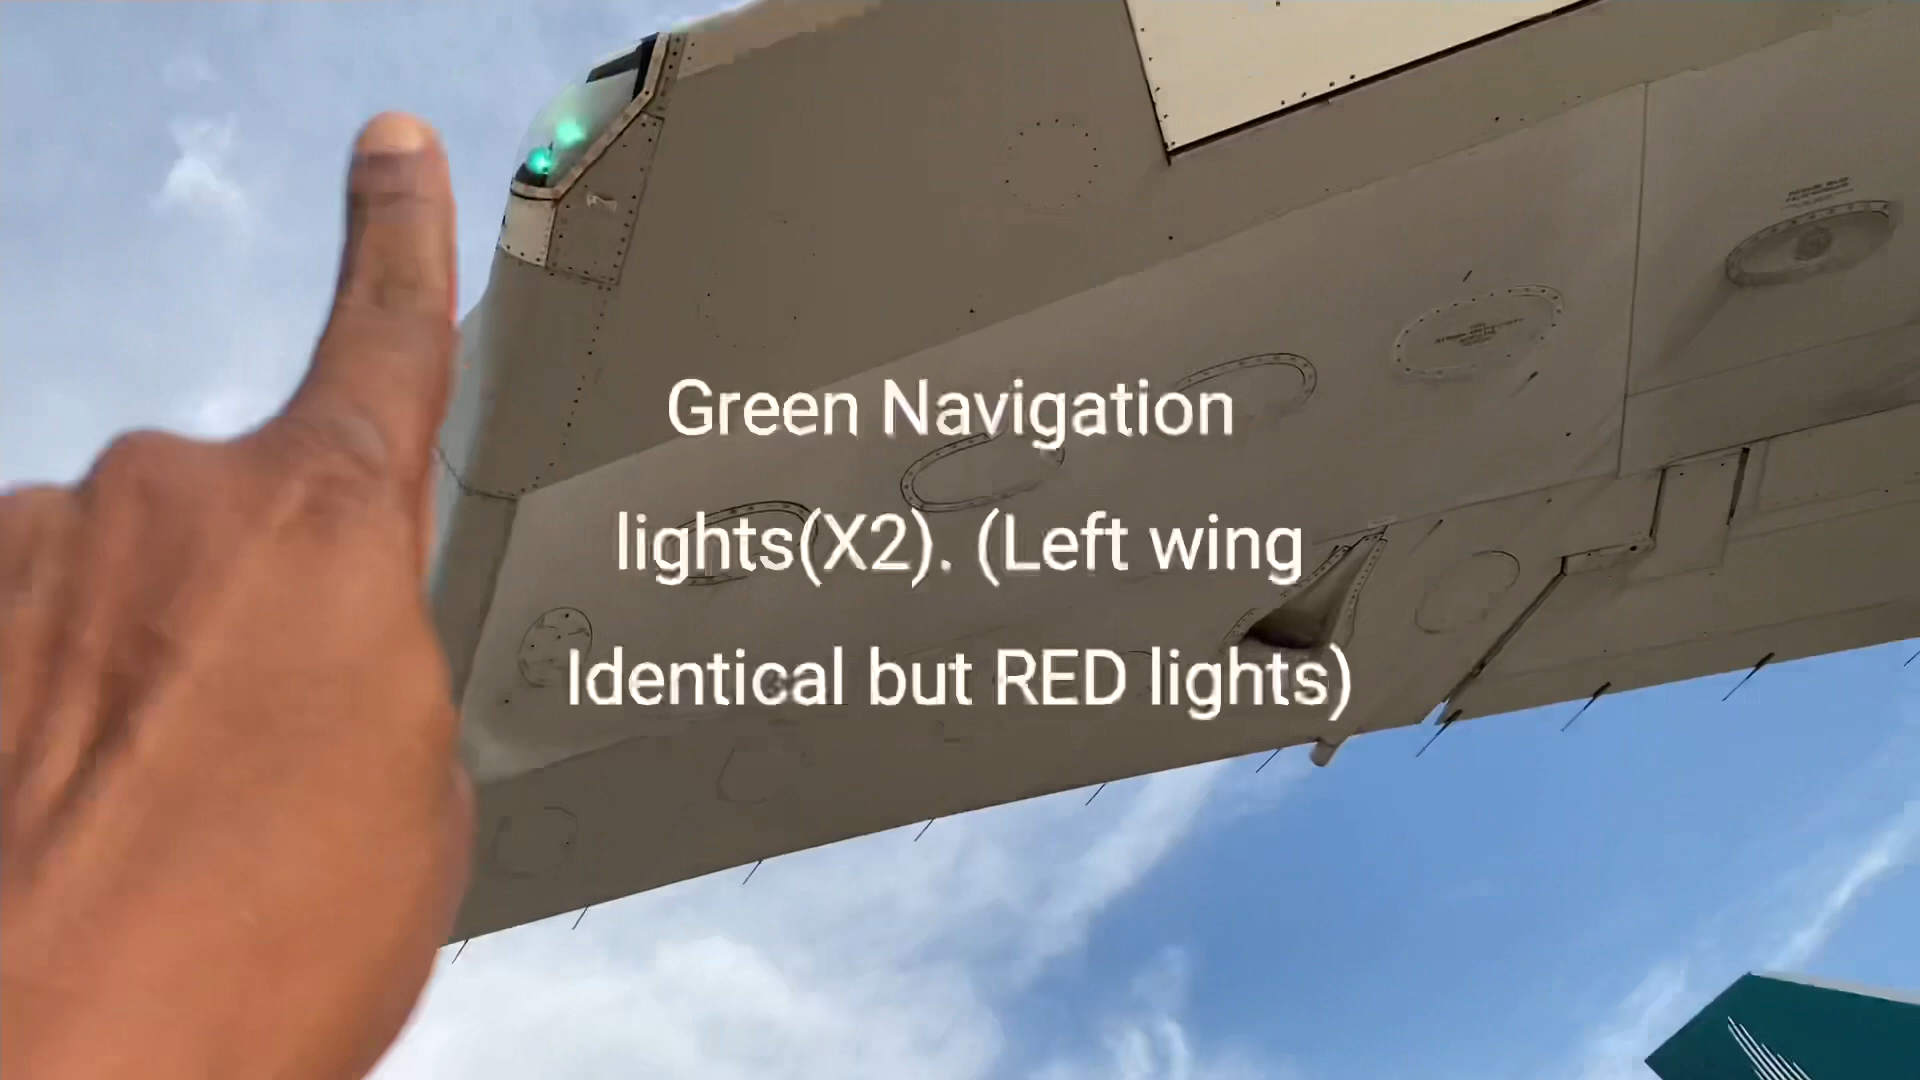 Green Navigation
lights(X2). (Left wing
Identical but RED lights)